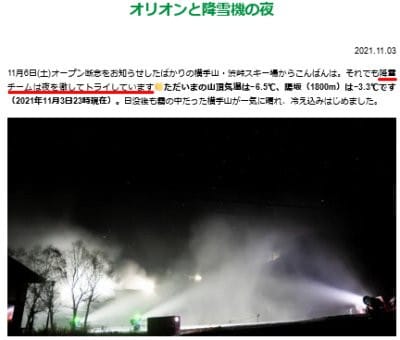 オリオンと降雪機の夜
2021.11.03
11月6日(土)オープン断念をお知らせしたばかりの横手山・渋峠スキー場からこんばんは。それでも降雪
チームは夜を徹してトライしています ただいまの山頂気温は-6.5℃、陽坂（1800m）は-3.3℃です
（2021年11月3日23時現在）。日没後も霧の中だった横手山が一気に晴れ、冷え込みはじめました。